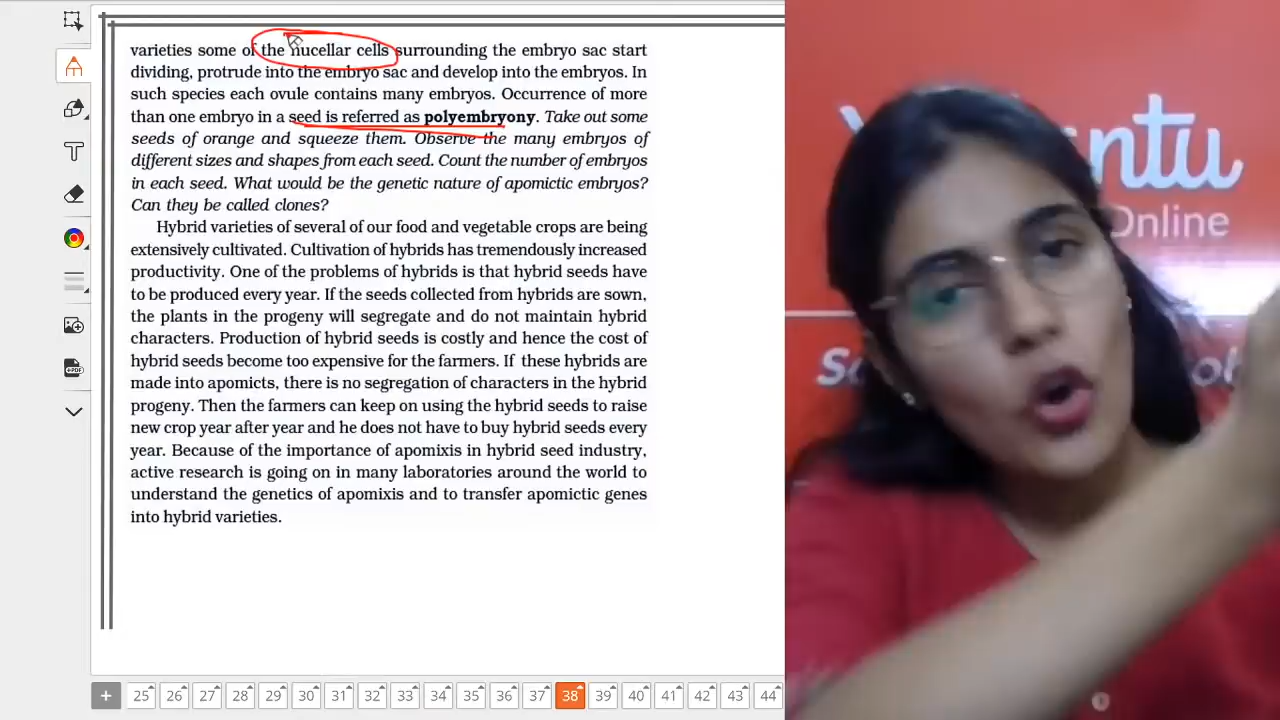 varieties some of the nucellar cells surrounding the embryo sac start
dividing, protrude into the embryo sac and develop into the embryos. In
such species each ovule contains many embryos. Occurrence of more
than one embryo in a seed is referred as polyembryony. Take out some
seeds of orange and squeeze them. Observe the many embryos of
different sizes and shapes from each seed. Count the number of embryos
in each seed. What would be the genetic nature of apomictic embryos?
Can they be called clones?
Hybrid varieties of several of our food and vegetable crops are being
extensively cultivated. Cultivation of hybrids has tremendously increased
productivity. One of the problems of hybrids is that hybrid seeds have
to be produced every year. If the seeds collected from hybrids are sown,
the plants in the progeny will segregate and do not maintain hybrid
characters. Production of hybrid seeds is costly and hence the cost of
hybrid seeds become too expensive for the farmers. If these hybrids are
made into apomicts, there is no segregation of characters in the hybrid
progeny. Then the farmers can keep on using the hybrid seeds to raise
new crop year after year and he does not have to buy hybrid seeds every
year. Because of the importance of apomixis in hybrid seed industry,
active research is going on in many laboratories around the world to
understand the genetics of apomixis and to transfer apomictic genes
into hybrid varieties.
T
PDF
+ 25 26 27 28 29 30 31 32 33 34 35 36 37 38 39 40 41 42 43 44
Online